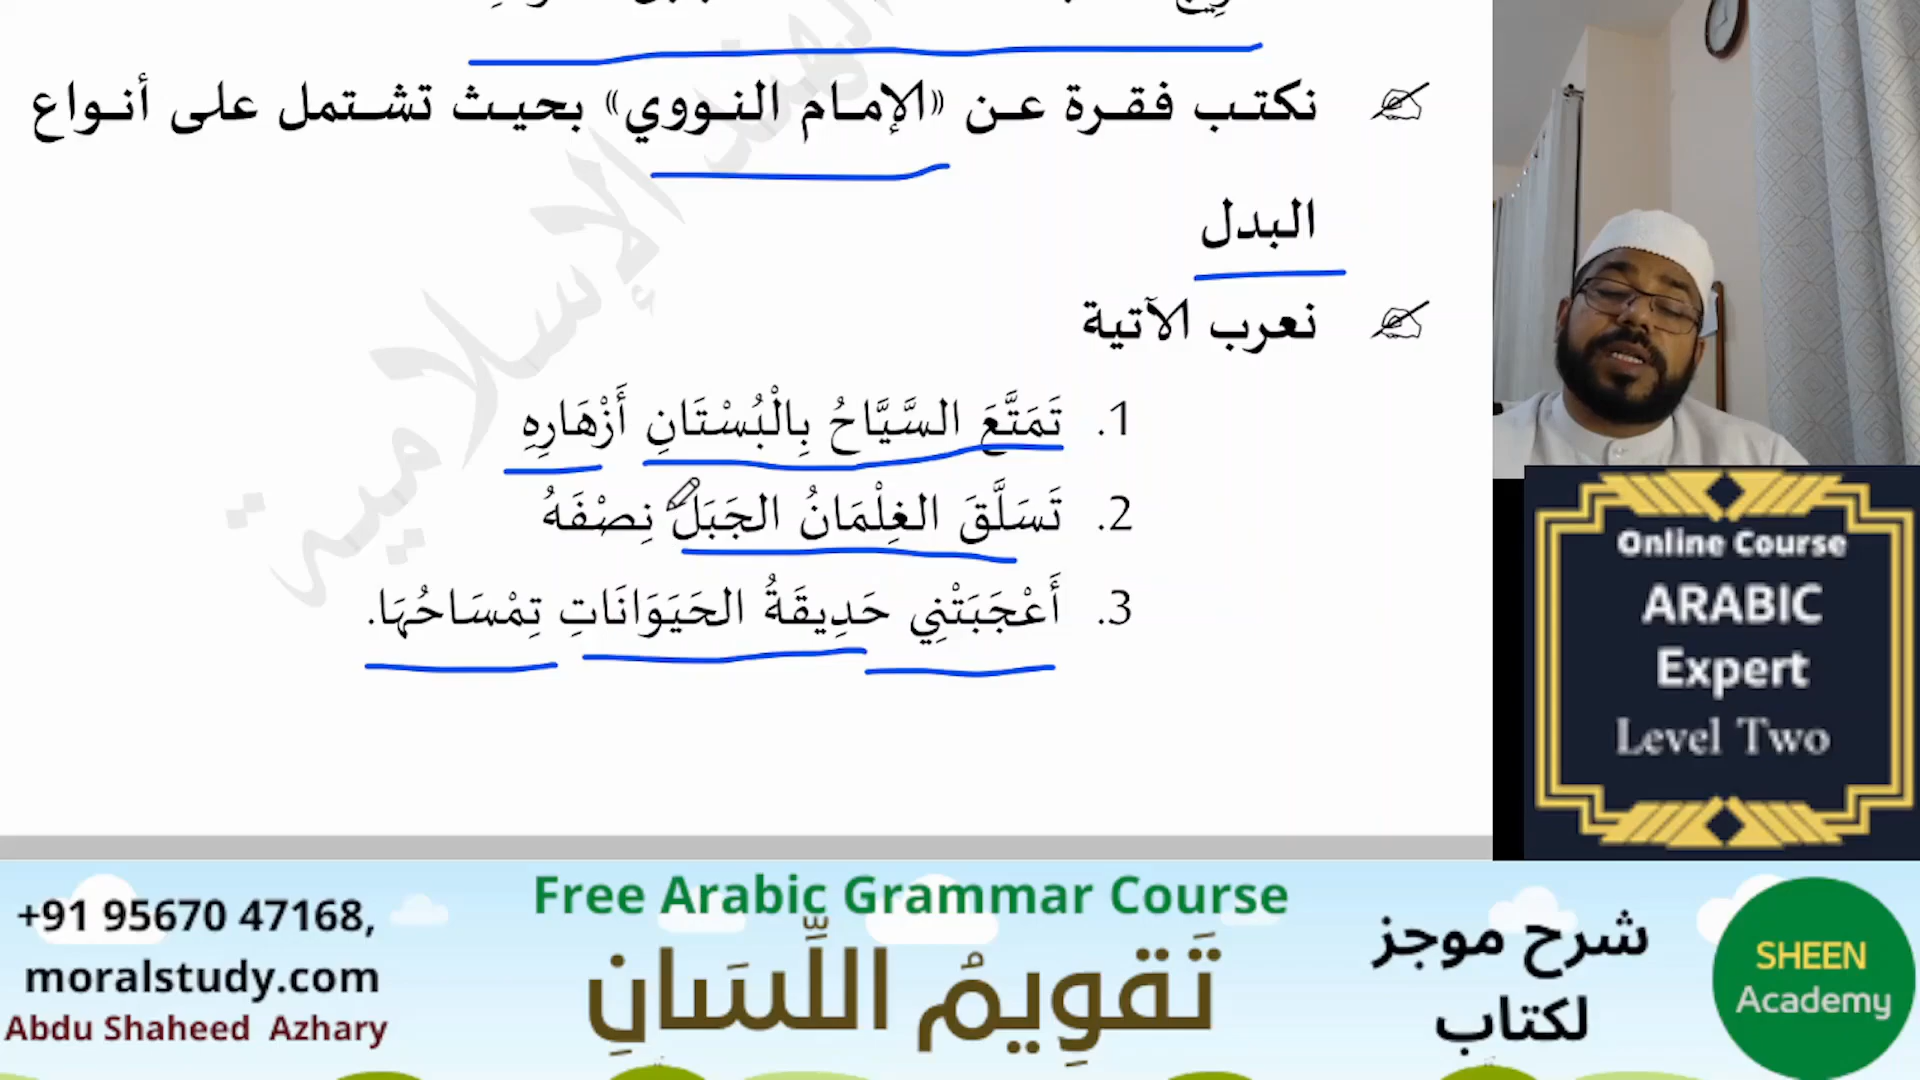 نكتب فقرة عن «الإمام النووي» بحيث تشتمل على أنواع
البدل
نعرب الآتية
1. تَمَتَّعَ السَّيَّاحُ بِالْبُسْتَانِ أَزْهَارِهِ
2. تَسَلَّقَ الغِلْمَانُ الجَبَلَ نِصْفَهُ
3. أَعْجَبَتْنِي حَدِيقَةُ الحَيَوَانَاتِ تِمْسَاحُهَا.
الهند الإسلامية
Online Course
ARABIC
Expert
Level Two
+91 95670 47168,
moralstudy.com
Abdu Shaheed Azhary
Free Arabic Grammar Course
تَقوِيمُ اللِّسَانِ
شرح موجز
لكتاب
SHEEN
Academy